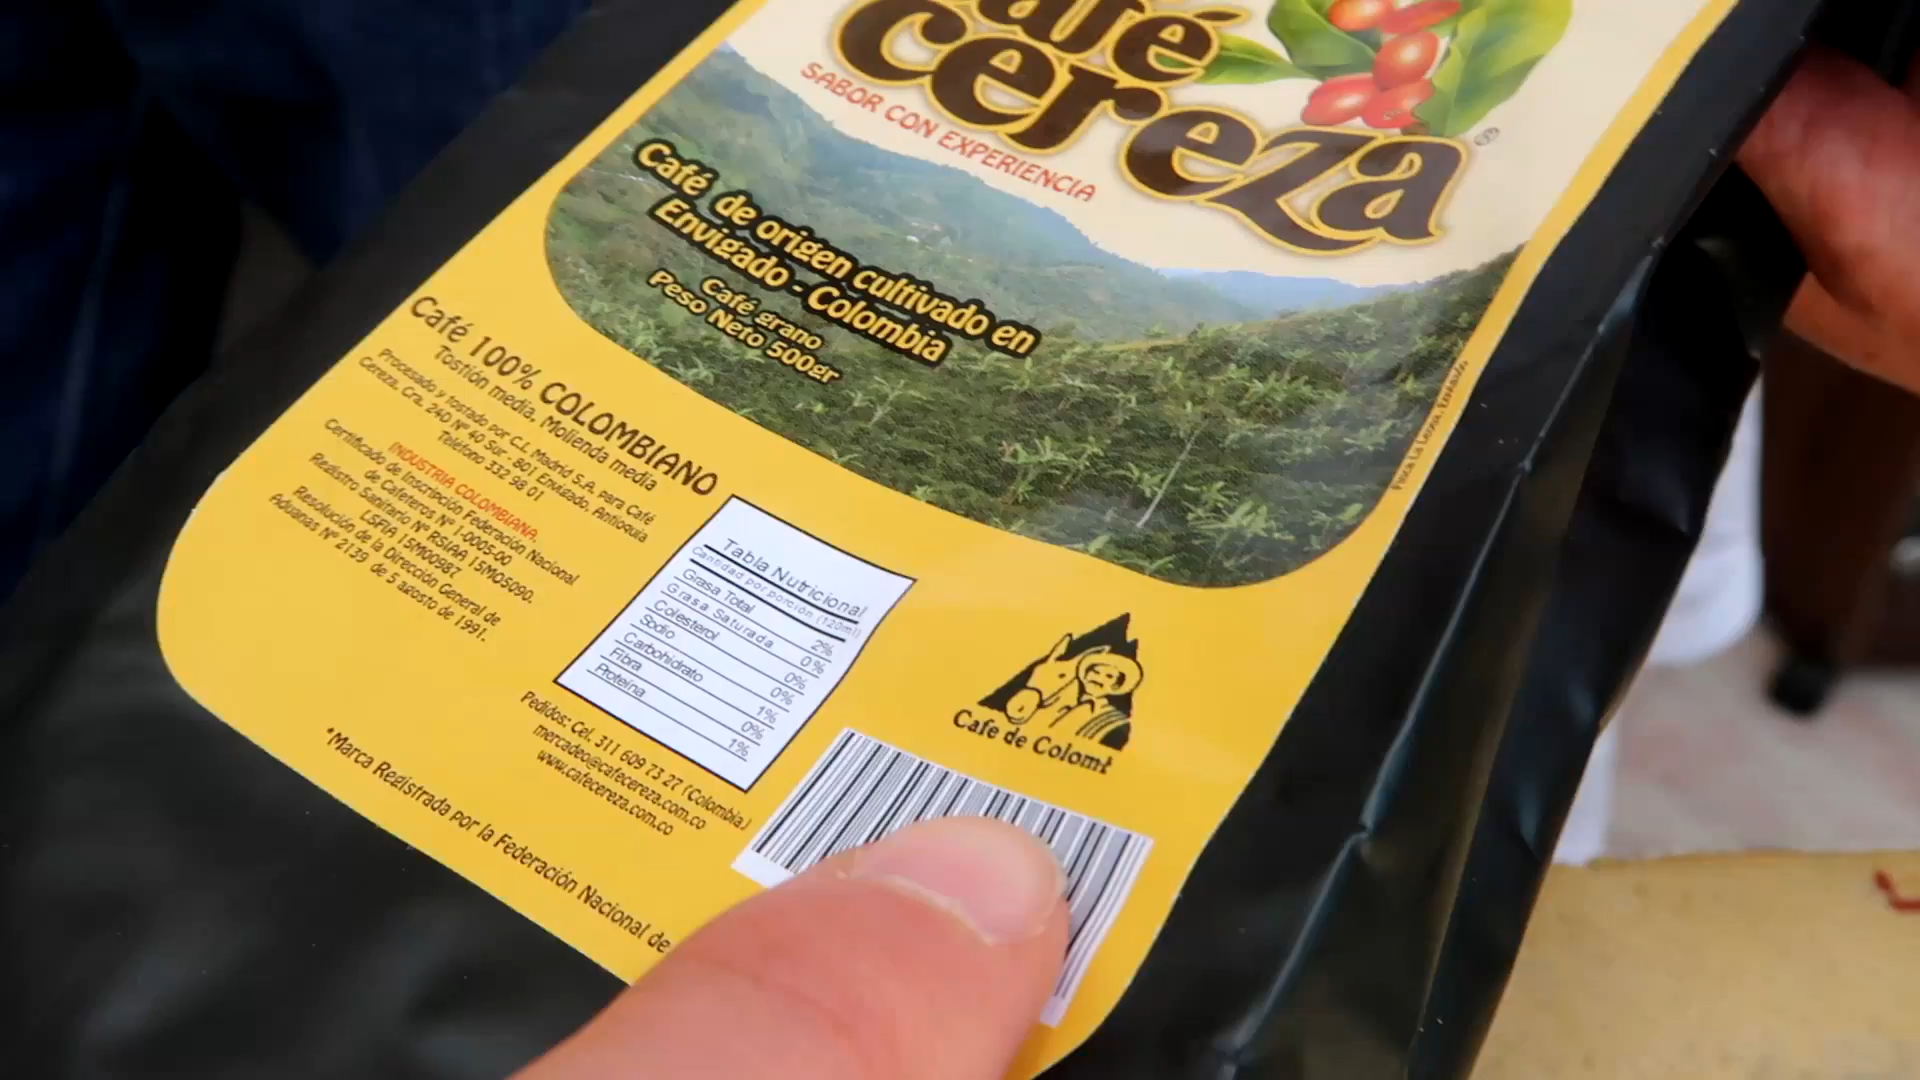 cereza
®
SABOR CON EXPERIENCIA
Café de origen cultivado en
Envigado - Colombia
Café grano
Peso Neto 500gr
Café 100% COLOMBIANO
Tostión media, Molienda media
Procesado y tostado por C.I. Madrid S.A. para Café
Cereza. Cra. 24D Nº 40 Sur - 801 Envigado, Antioquia
Teléfono 332 98 01
INDUSTRIA COLOMBIANA.
Certificado de Inscripción Federación Nacional
de Cafeteros Nº 1-0005-00
Registro Sanitario Nº RSIAA 15M05090.
LSFIA 15M00987
Resolución de la Dirección General de
Aduanas Nº 2139 de 5 agosto de 1991.
Tabla Nutricional
Cantidad por porción (120ml)
Grasa Total 2%
Grasa Saturada 0%
Colesterol 0%
Sodio 0%
Carbohidrato 1%
Fibra 0%
Proteína 1%
Pedidos: Cel. 311 609 73 27 (Colombia)
mercadeo@cafecereza.com.co
www.cafecereza.com.co
Cafe de
*Marca Registrada por la Federación Nacional de
Finca La